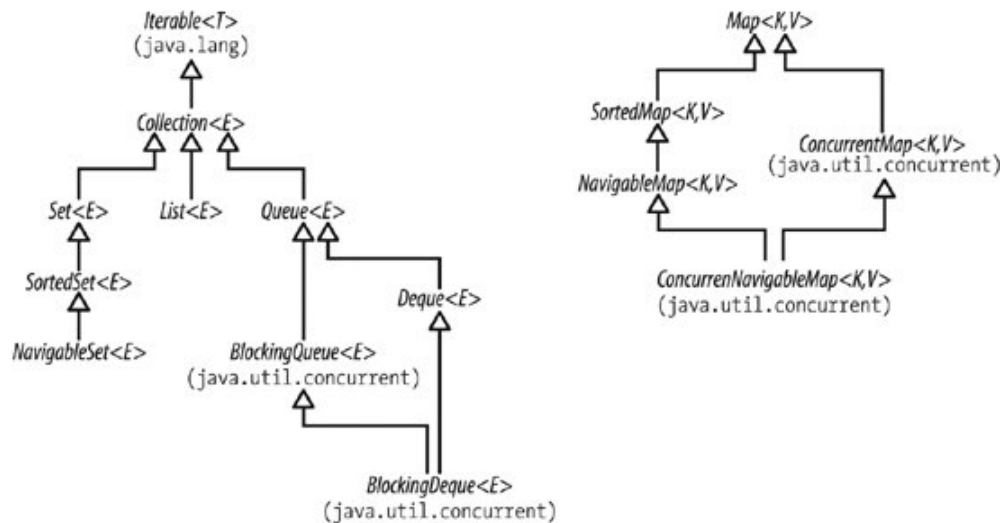 Iterable<T>
(java.lang)
Collection<E>
Set<E>
List<E>
Queue<E>
SortedSet<E>
Deque<E>
NavigableSet<E>
BlockingQueue<E>
(java.util.concurrent)
BlockingDeque<E>
(java.util.concurrent)
Map<K,V>
SortedMap<K,V>
ConcurrentMap<K,V>
(java.util.concurrent)
NavigableMap<K,V>
ConcurrenNavigableMap<K,V>
(java.util.concurrent)